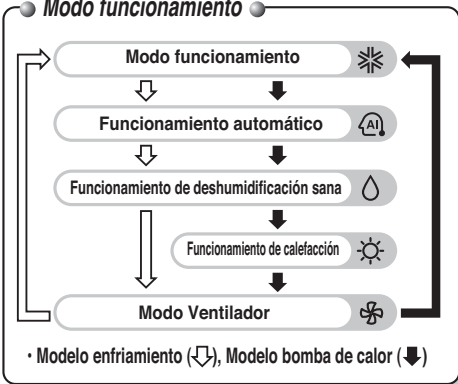 Modo funcionamiento
Modo funcionamiento
Funcionamiento automático
AI
Funcionamiento de deshumidificación sana
Funcionamiento de calefacción
Modo Ventilador
• Modelo enfriamiento (⇩), Modelo bomba de calor (⬇)